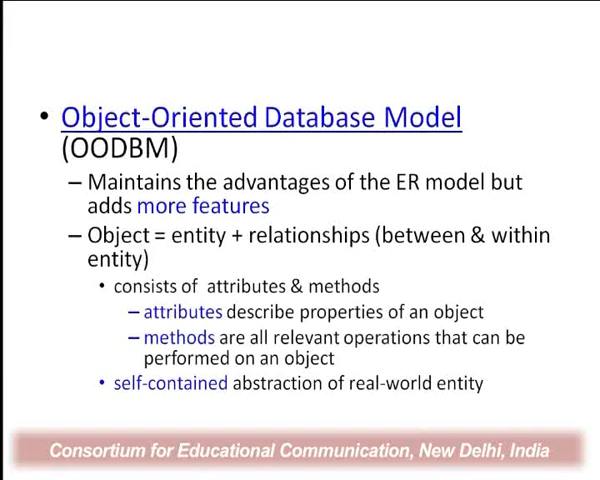 • Object-Oriented Database Model
(OODBM)
– Maintains the advantages of the ER model but
adds more features
– Object = entity + relationships (between & within
entity)
• consists of attributes & methods
– attributes describe properties of an object
– methods are all relevant operations that can be
performed on an object
• self-contained abstraction of real-world entity
Consortium for Educational Communication, New Delhi, India